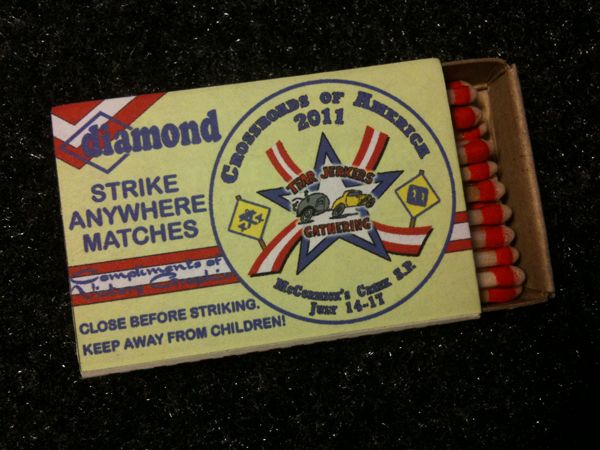 diamond
STRIKE
ANYWHERE
MATCHES
Compliments of
CLOSE BEFORE STRIKING.
KEEP AWAY FROM CHILDREN!
CROSSROADS OF AMERICA
2011
TEAR JERKERS
GATHERING
McCORMICK'S CREEK S.P.
JULY 14-17